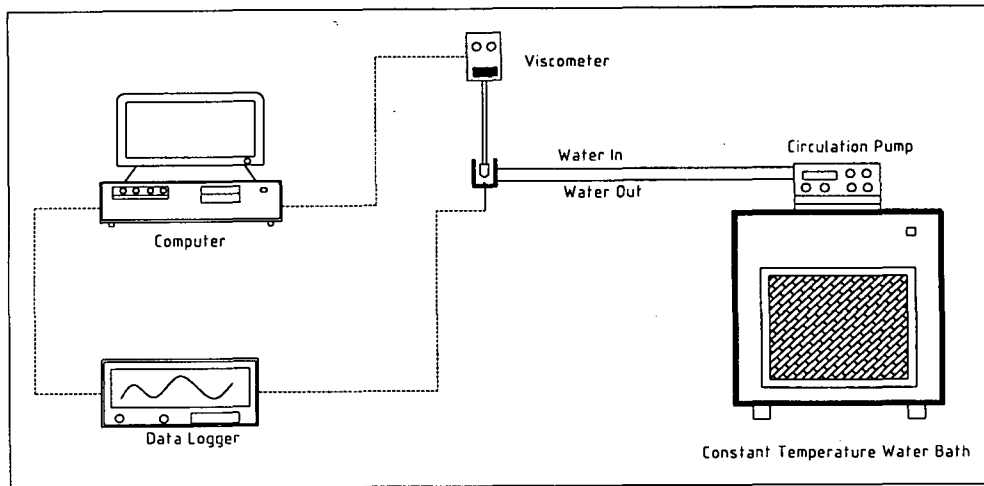 Viscometer
Circulation Pump
Water In
Water Out
Computer
Data Logger
Constant Temperature Water Bath